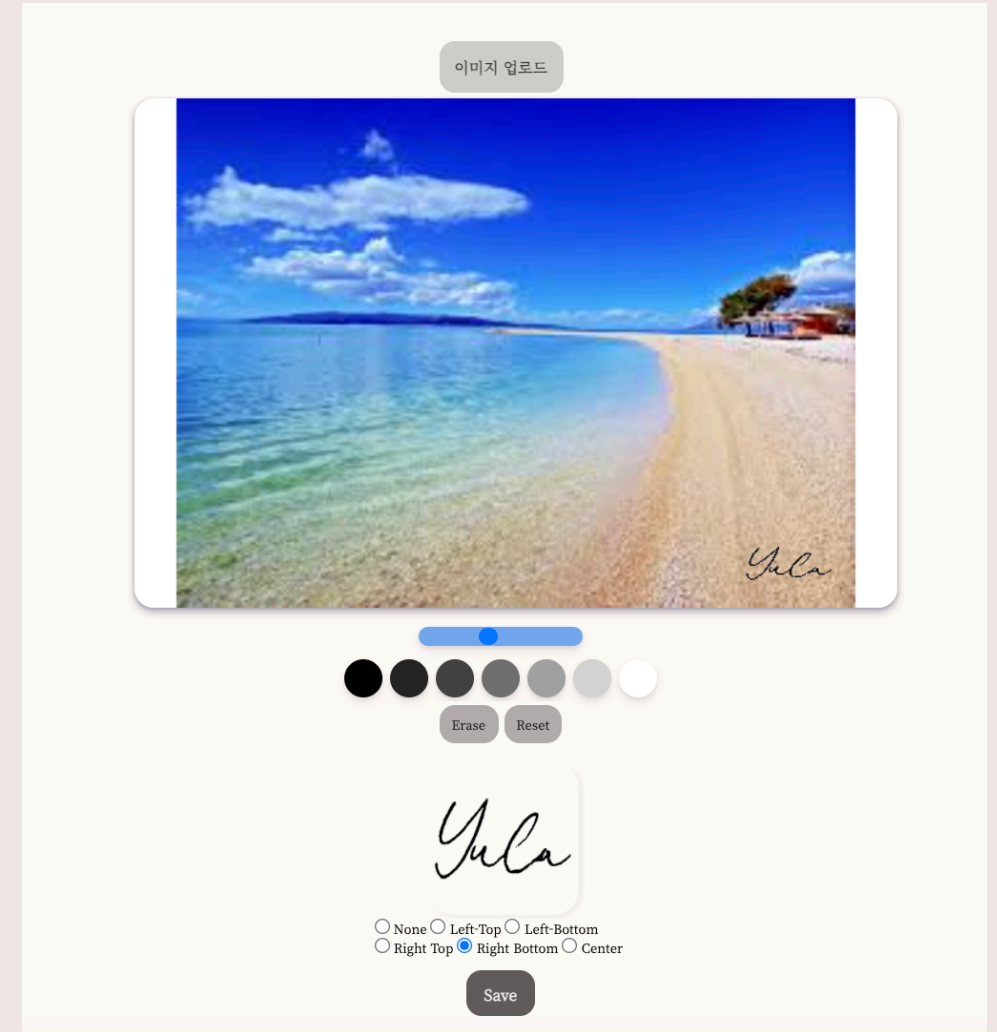 이미지 업로드
Yula
Erase Reset
Yula
None Left-Top Left-Bottom
Right Top Right Bottom Center
Save